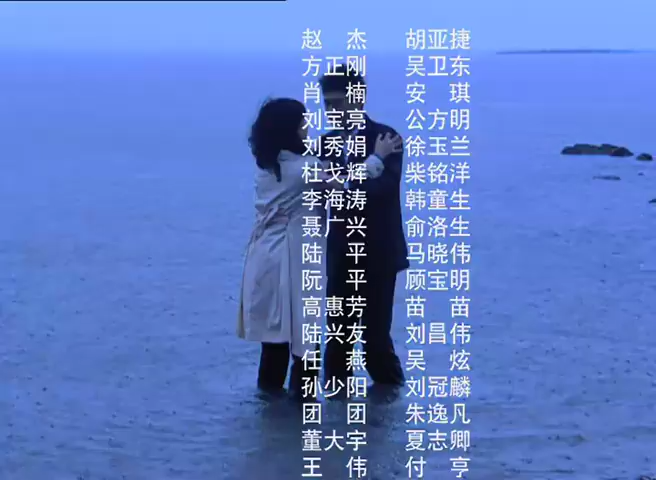 赵 杰 胡亚捷
方正刚 吴卫东
肖 楠 安 琪
刘宝亮 公方明
刘秀娟 徐玉兰
杜戈辉 柴铭洋
李海涛 韩童生
聂广兴 俞洛生
陆 平 马晓伟
阮 平 顾宝明
高惠芳 苗 苗
陆兴友 刘昌伟
任 燕 吴 炫
孙少阳 刘冠麟
团 团 朱逸凡
董大宇 夏志卿
王 伟 付 亨